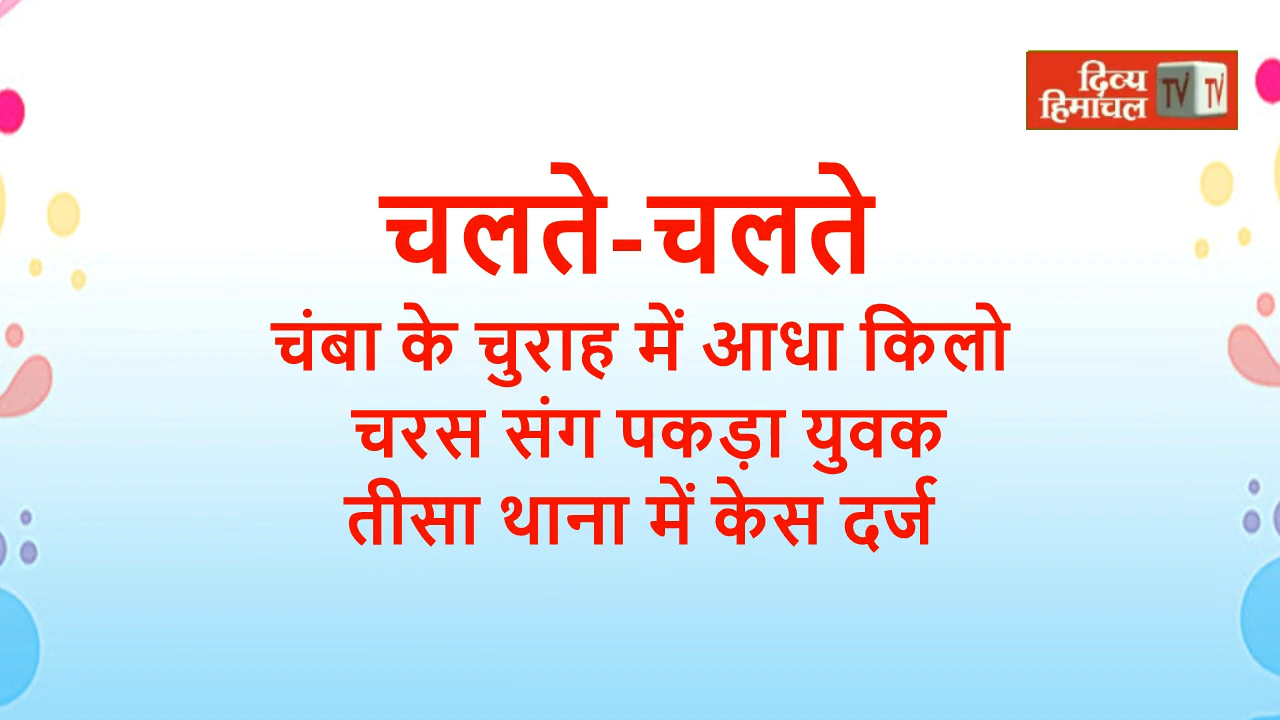 दिव्य
हिमाचल TV TV
चलते-चलते
चंबा के चुराह में आधा किलो
चरस संग पकड़ा युवक
तीसा थाना में केस दर्ज